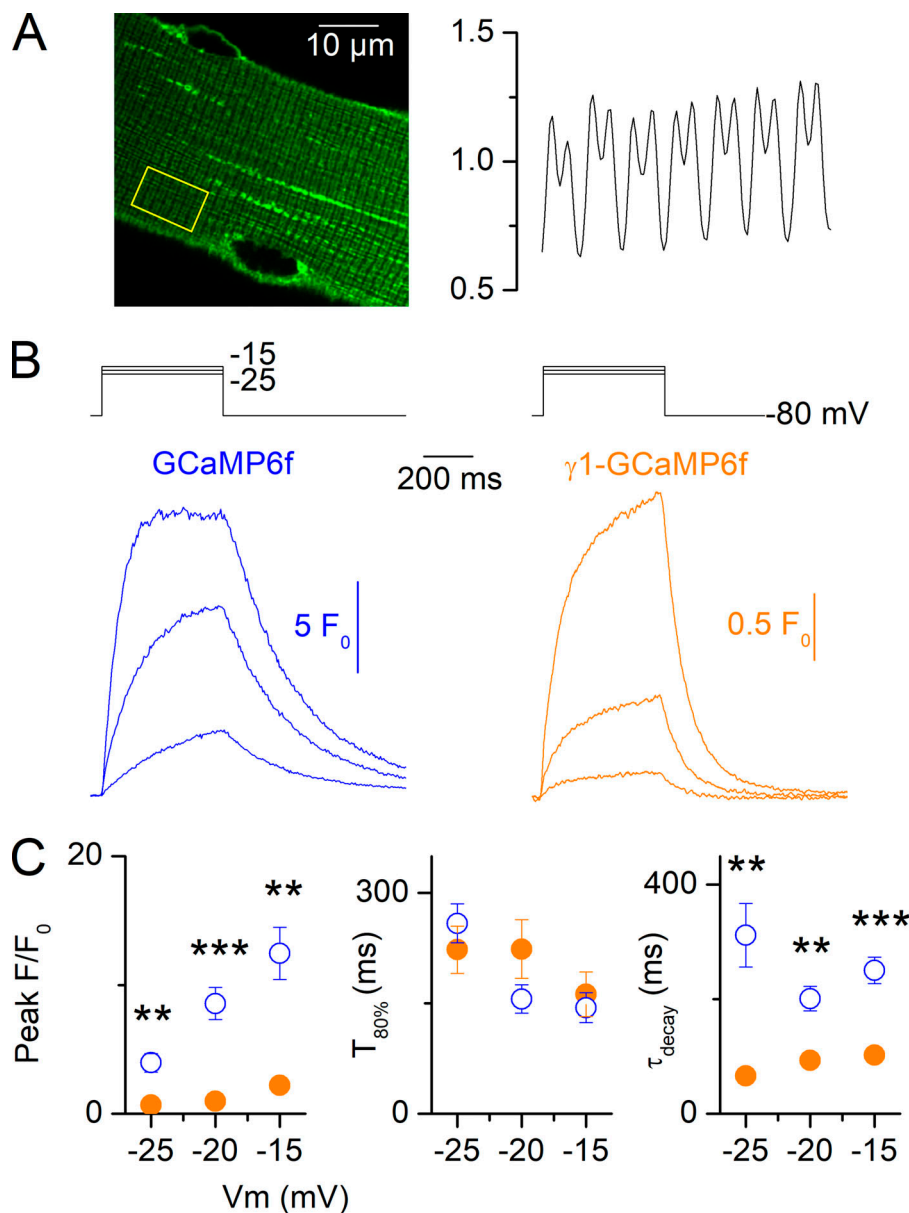 A
10 µm
1.5
1.0
0.5
B
-15
-25
-80 mV
GCaMP6f
200 ms
γ1-GCaMP6f
5 F0
0.5 F0
C
Peak F/F0
20
0
**
***
**
-25 -20 -15
Vm (mV)
T80% (ms)
300
0
-25 -20 -15
τdecay (ms)
400
0
**
**
***
-25 -20 -15